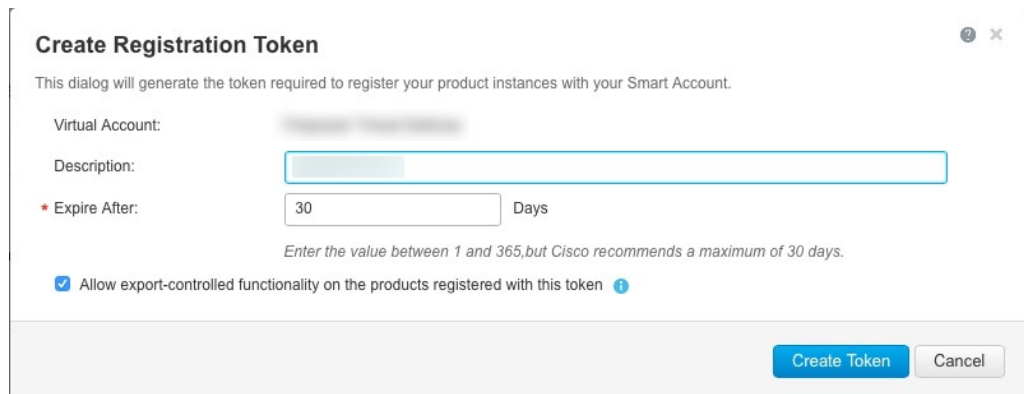 Create Registration Token
This dialog will generate the token required to register your product instances with your Smart Account.
Virtual Account:
Description:
* Expire After: 30 Days
Enter the value between 1 and 365,but Cisco recommends a maximum of 30 days.
Allow export-controlled functionality on the products registered with this token
Create Token Cancel